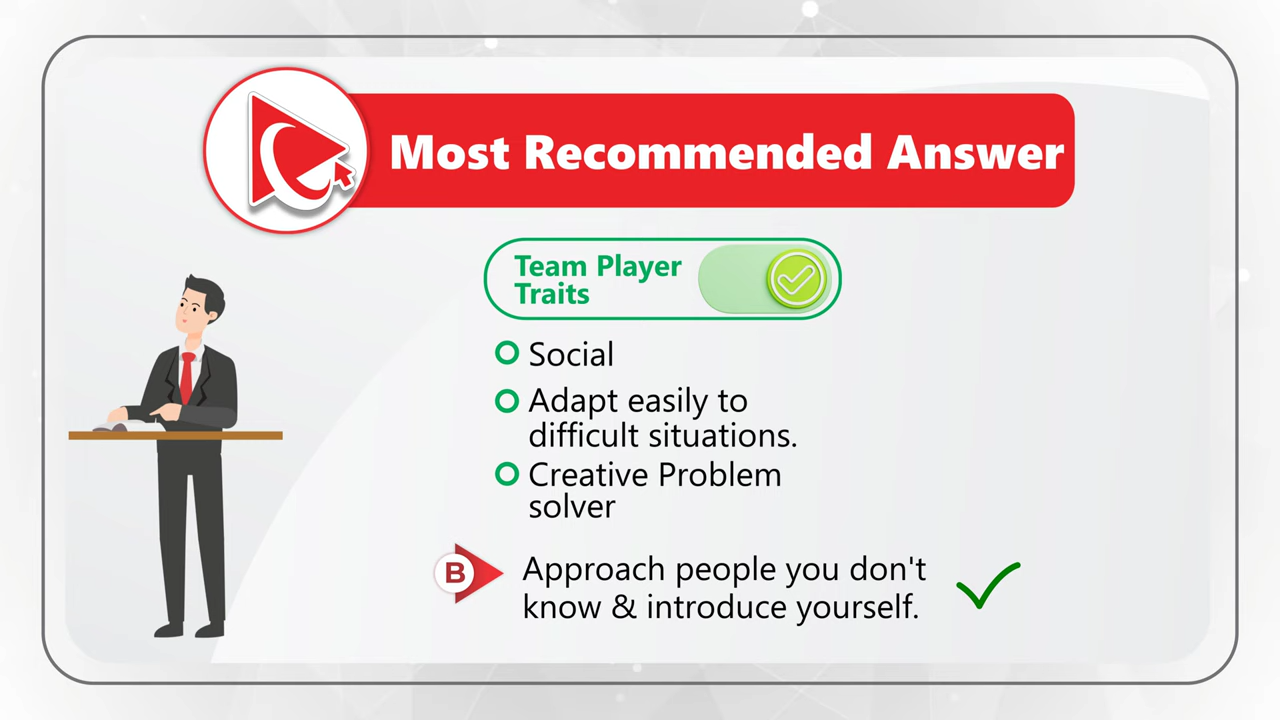 Most Recommended Answer
Team Player
Traits
Social
Adapt easily to
difficult situations.
Creative Problem
solver
B
Approach people you don't
know & introduce yourself.